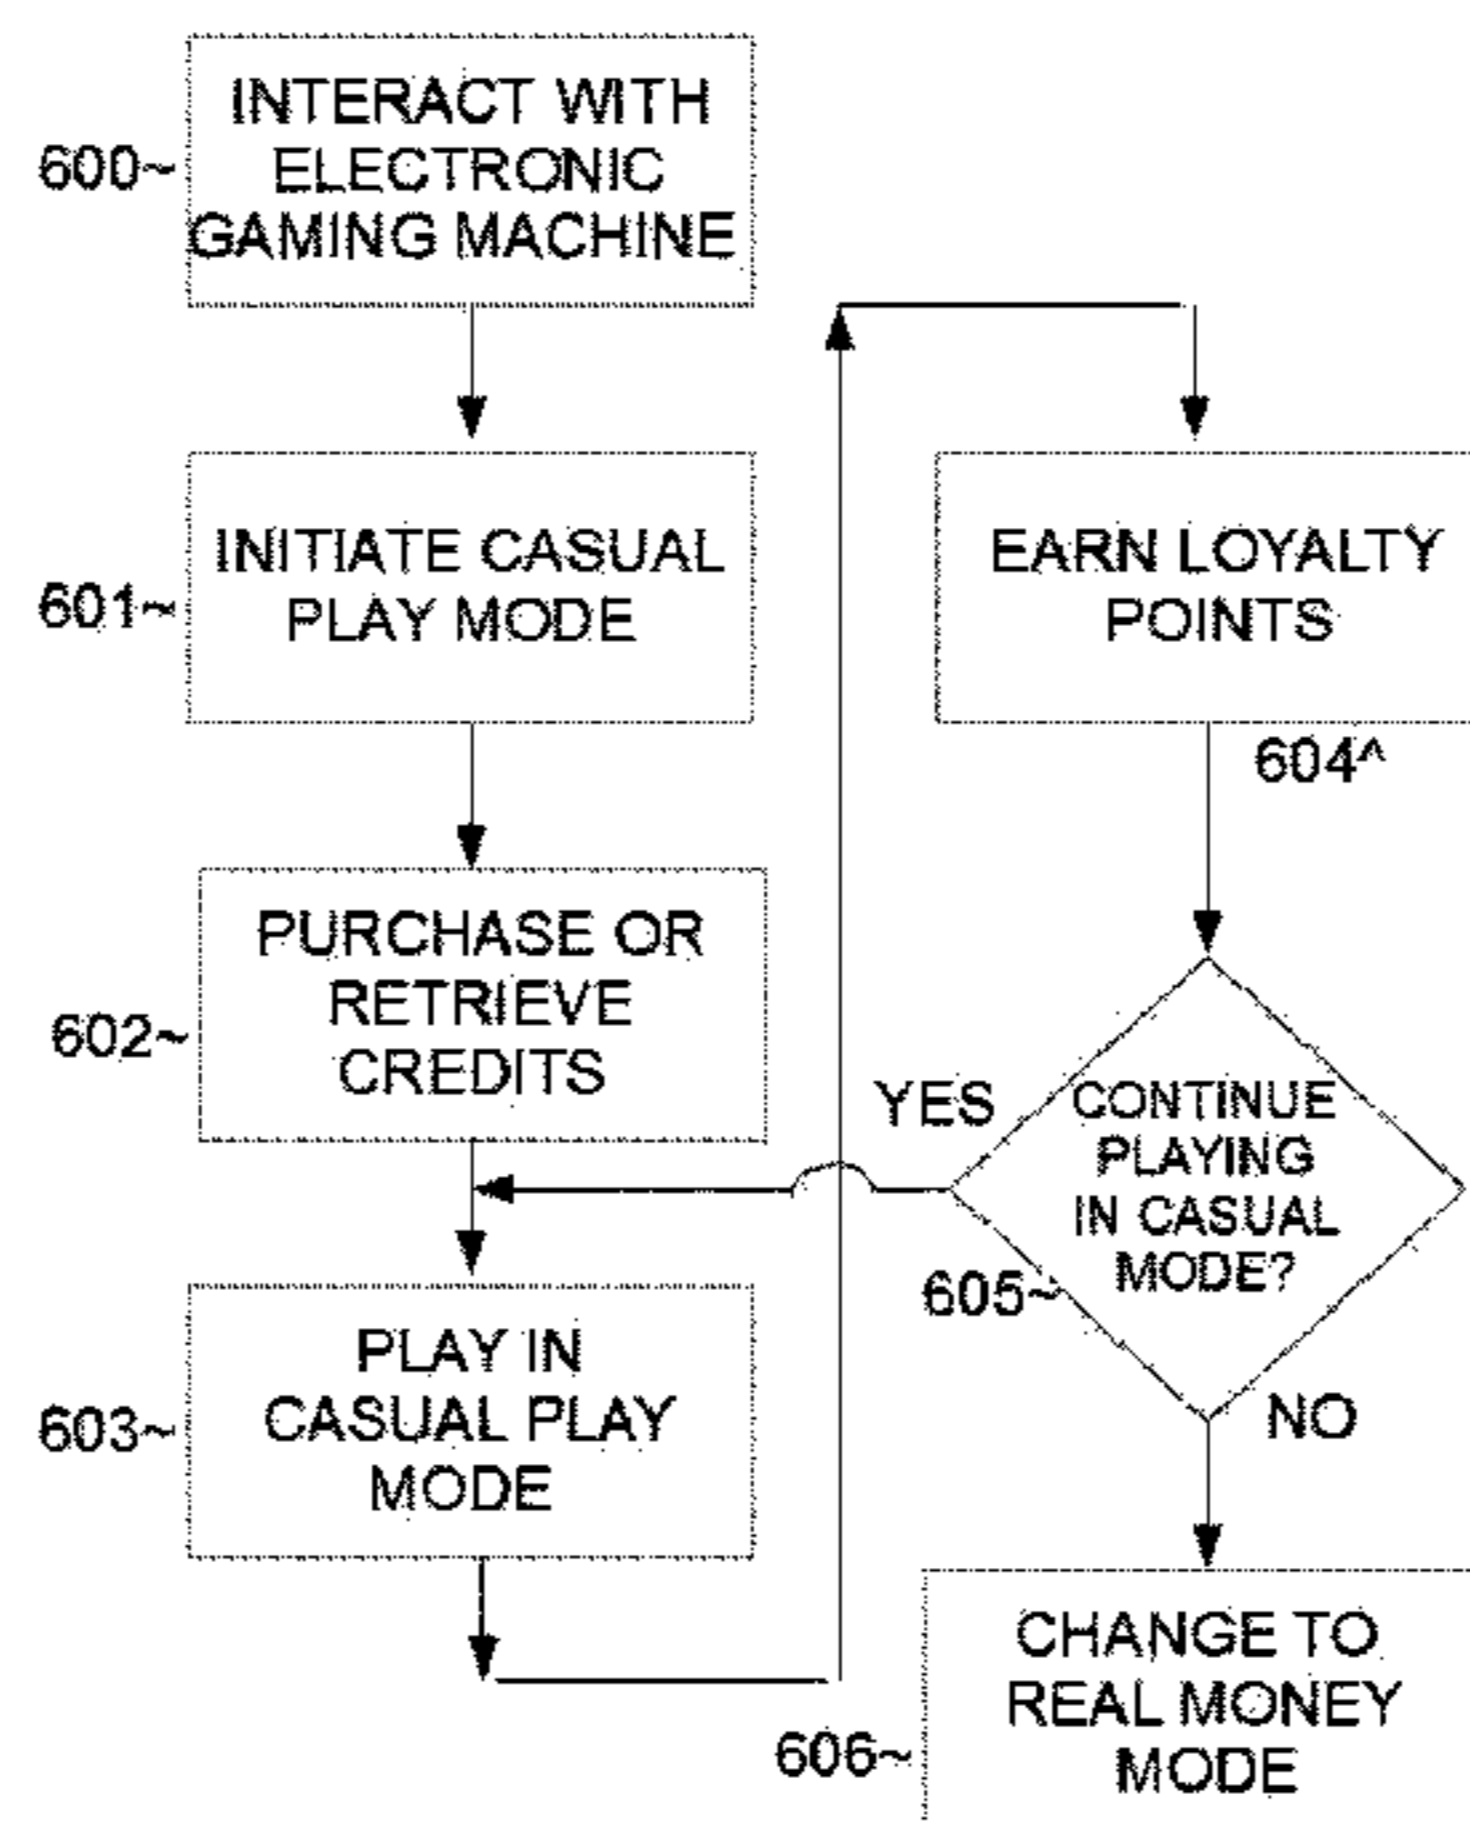 INTERACT WITH
ELECTRONIC
GAMING MACHINE
600~
INITIATE CASUAL
PLAY MODE
601~
PURCHASE OR
RETRIEVE
CREDITS
602~
PLAY IN
CASUAL PLAY
MODE
603~
EARN LOYALTY
POINTS
604^
YES
CONTINUE
PLAYING
IN CASUAL
MODE?
605~
NO
CHANGE TO
REAL MONEY
MODE
606~